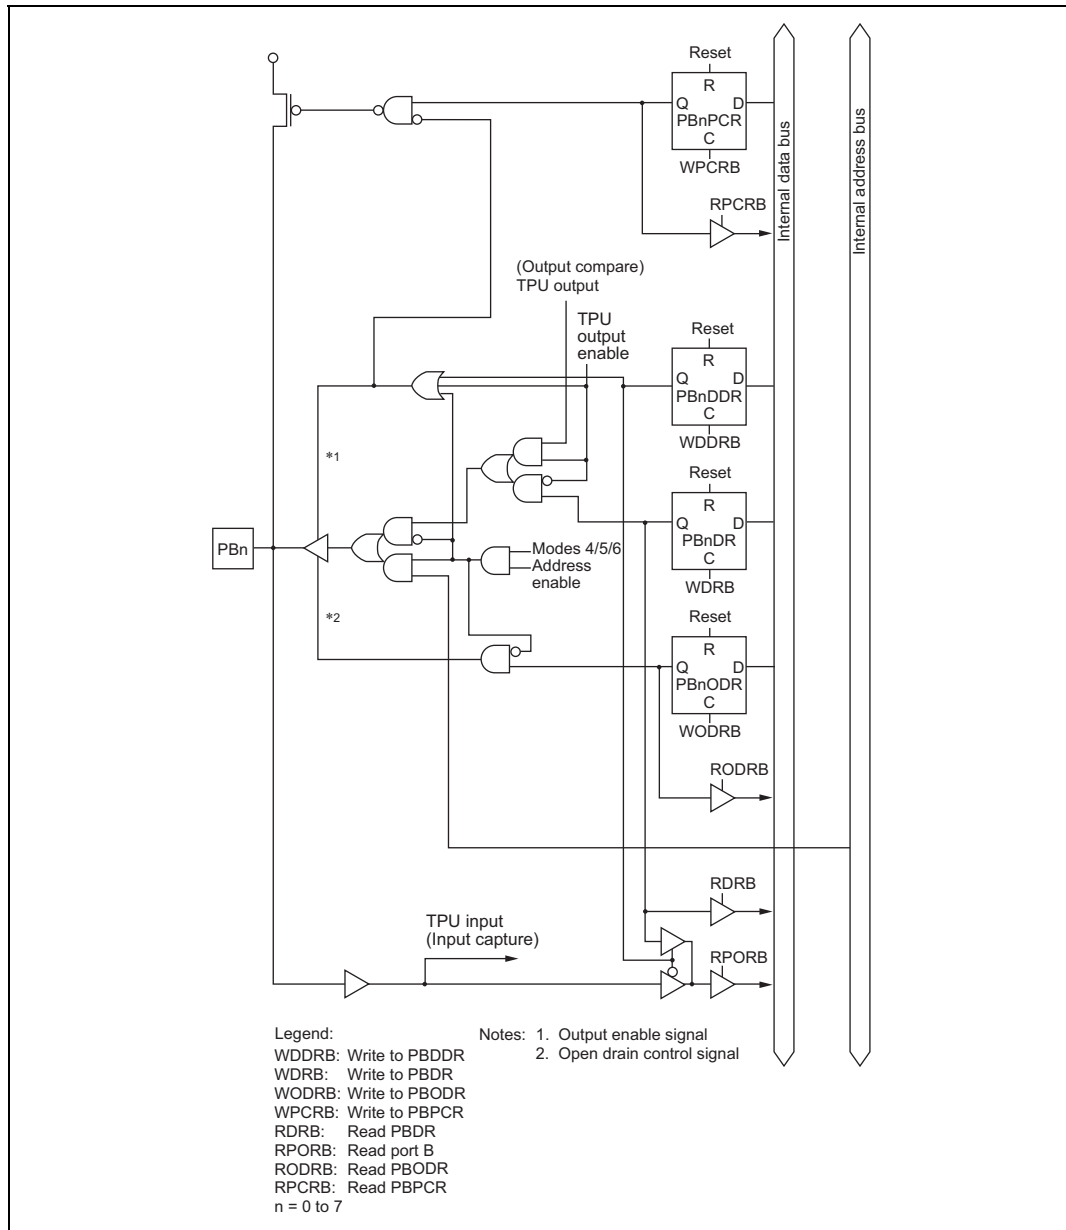 Reset
R
Q D
PBnPCR
C
WPCRB
RPCRB
Internal data bus
Internal address bus
(Output compare)
TPU output
TPU
output
enable
Reset
R
Q D
PBnDDR
C
WDDRB
*1
Reset
R
Q D
PBnDR
C
WDRB
PBn
Modes 4/5/6
Address
enable
*2
Reset
R
Q D
PBnODR
C
WODRB
RODRB
RDRB
TPU input
(Input capture)
RPORB
Legend:
WDDRB: Write to PBDDR
WDRB: Write to PBDR
WODRB: Write to PBODR
WPCRB: Write to PBPCR
RDRB: Read PBDR
RPORB: Read port B
RODRB: Read PBODR
RPCRB: Read PBPCR
n = 0 to 7
Notes: 1. Output enable signal
2. Open drain control signal